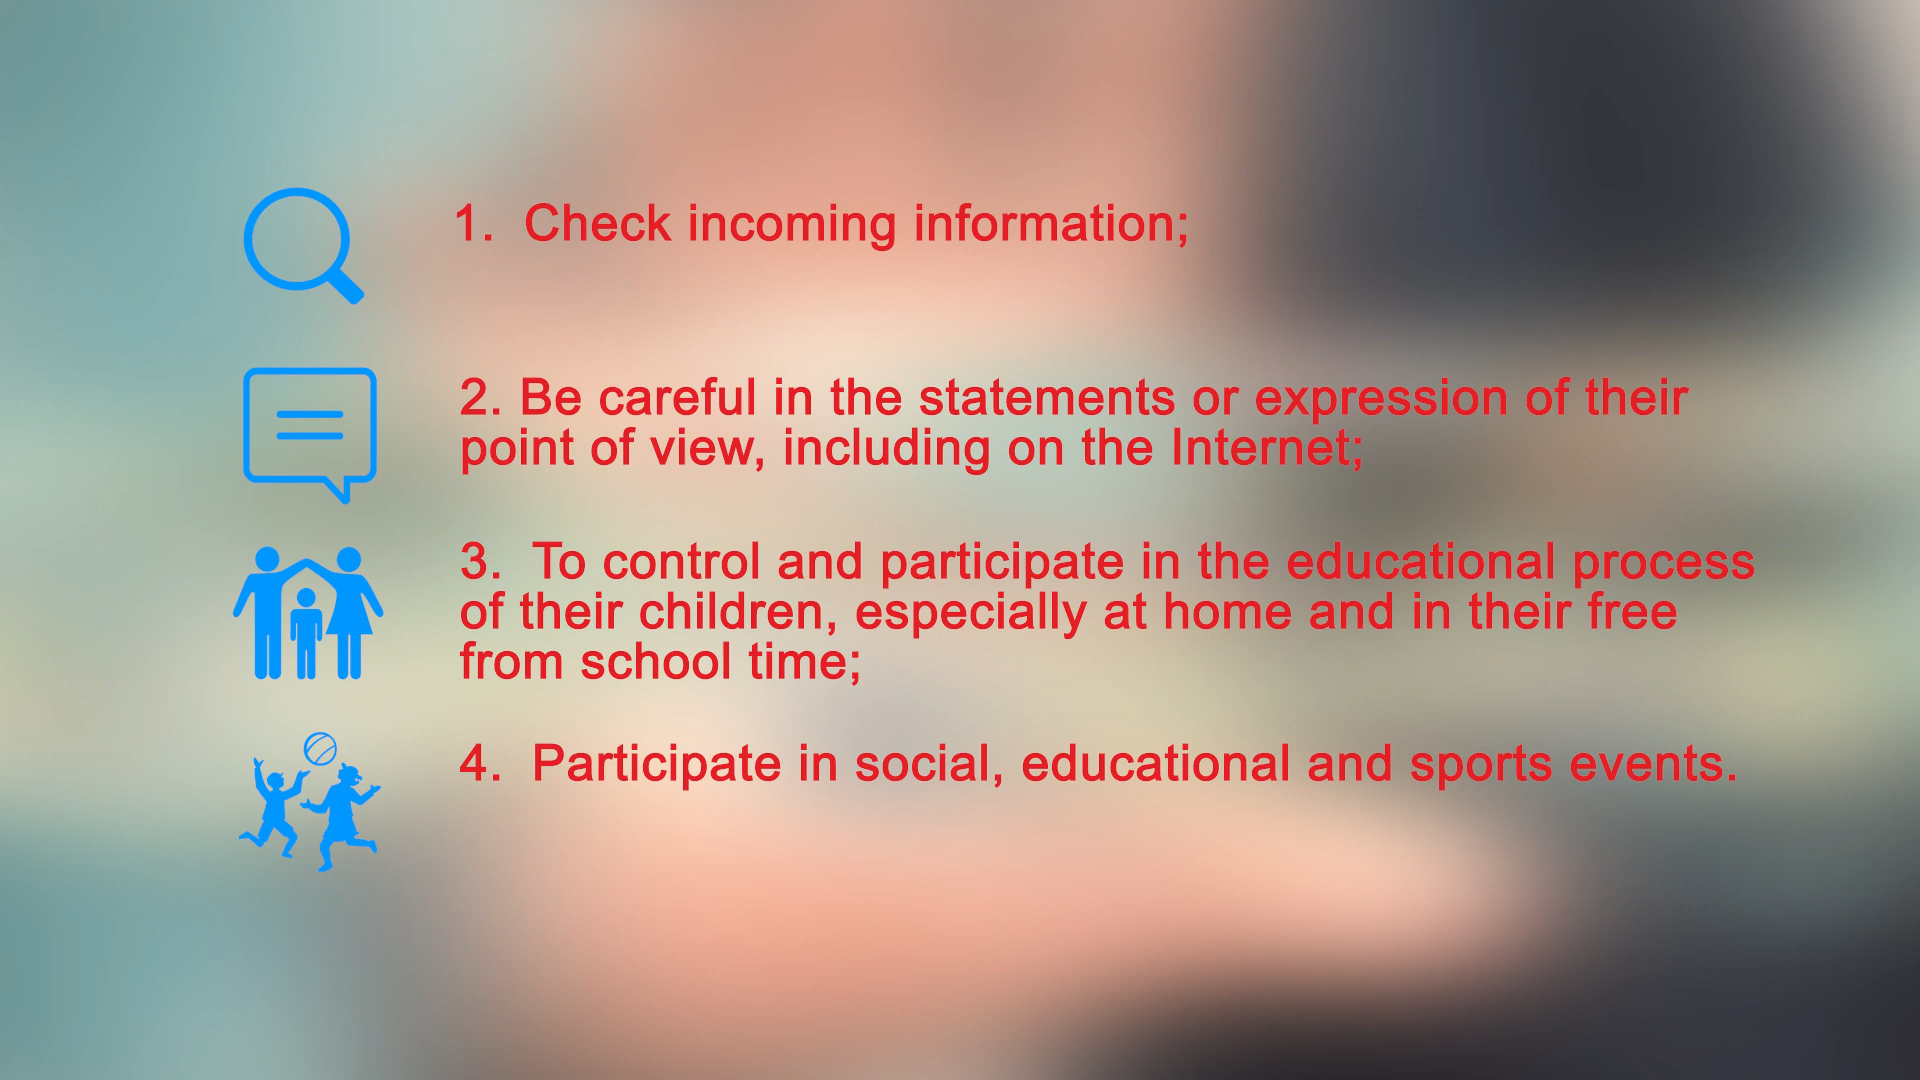 1. Check incoming information;
2. Be careful in the statements or expression of their
point of view, including on the Internet;
3. To control and participate in the educational process
of their children, especially at home and in their free
from school time;
4. Participate in social, educational and sports events.